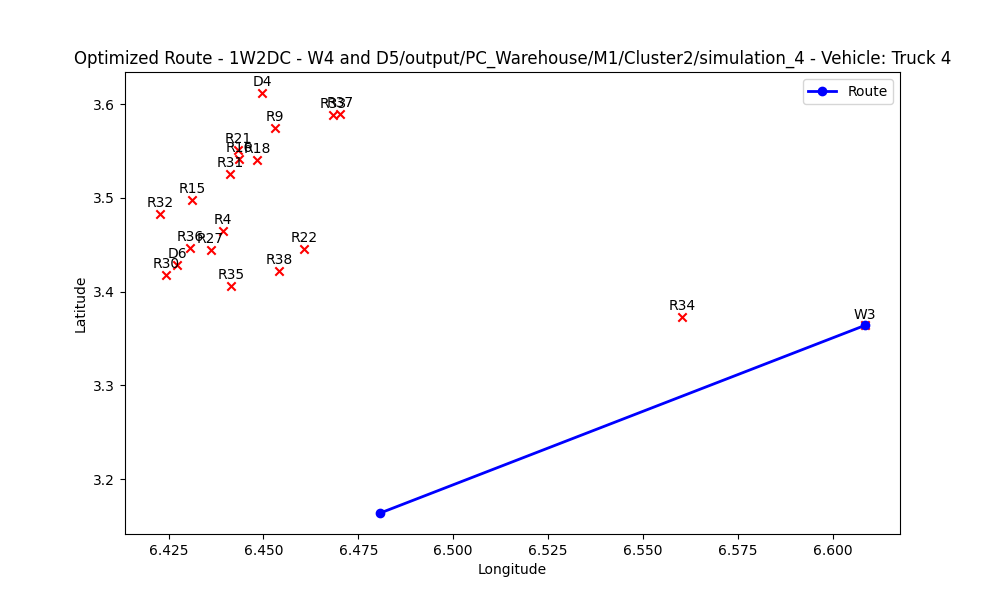 Optimized Route - 1W2DC - W4 and D5/output/PC_Warehouse/M1/Cluster2/simulation_4 - Vehicle: Truck 4
Route
D4
R33
R37
R9
R21
R18
R31
R15
R32
R4
R36
R27
R22
D6
R38
R30
R35
R34
W3
3.6
3.5
3.4
3.3
3.2
Latitude
6.425
6.450
6.475
6.500
6.525
6.550
6.575
6.600
Longitude